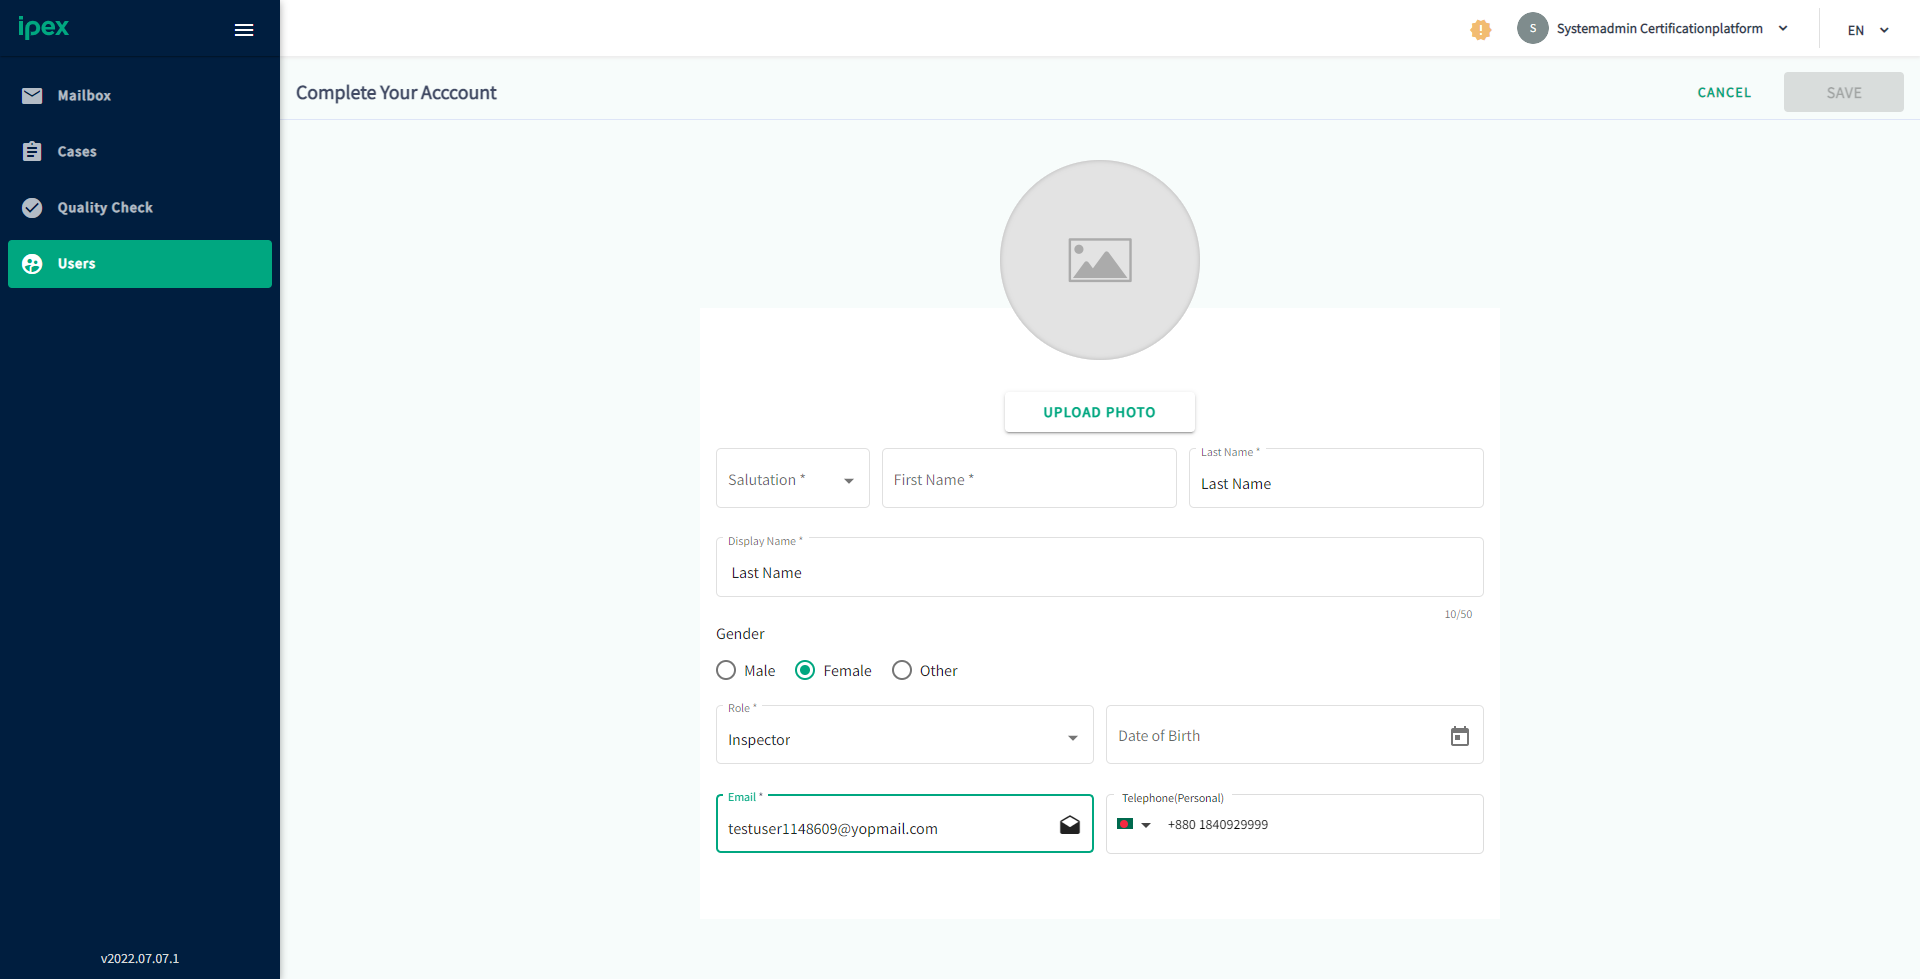 ipex
S
Systemadmin Certificationplatform
EN
Mailbox
Cases
Quality Check
Users
v2022.07.07.1
Complete Your Acccount
CANCEL
SAVE
UPLOAD PHOTO
Salutation *
First Name *
Last Name *
Last Name
Display Name *
Last Name
10/50
Gender
Male
Female
Other
Role *
Inspector
Date of Birth
Email *
testuser1148609@yopmail.com
Telephone(Personal)
+880 1840929999